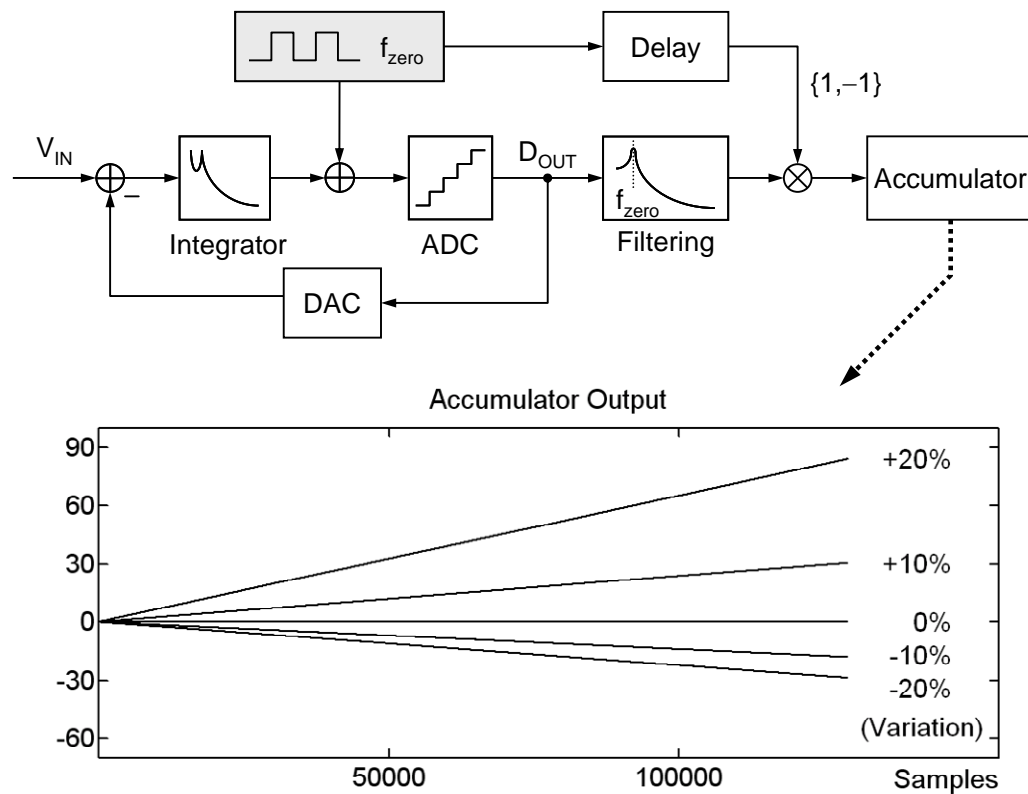 f_zero
Delay
{1,−1}
V_IN
−
D_OUT
f_zero
Accumulator
Integrator
ADC
Filtering
DAC
Accumulator Output
90
60
30
0
-30
-60
+20%
+10%
0%
-10%
-20%
(Variation)
50000
100000
Samples